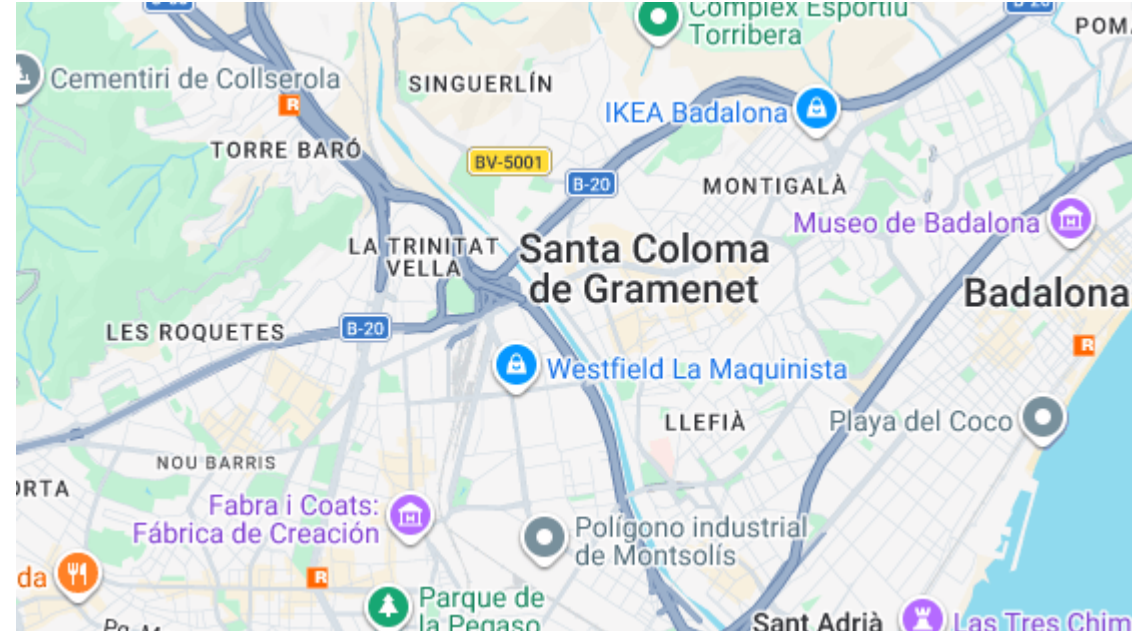 Complex Esportiu
Torribera
B-20
POM
Cementiri de Collserola
SINGUERLÍN
R
IKEA Badalona
TORRE BARÓ
BV-5001
B-20
MONTIGALÀ
Museo de Badalona
LA TRINITAT
VELLA
Santa Coloma
de Gramenet
Badalona
LES ROQUETES
B-20
R
Westfield La Maquinista
LLEFIÀ
Playa del Coco
NOU BARRIS
ORTA
Fabra i Coats:
Fábrica de Creación
Polígono industrial
de Montsolís
da
R
Parque de
la Pegaso
Sant Adrià
Las Tres Chim